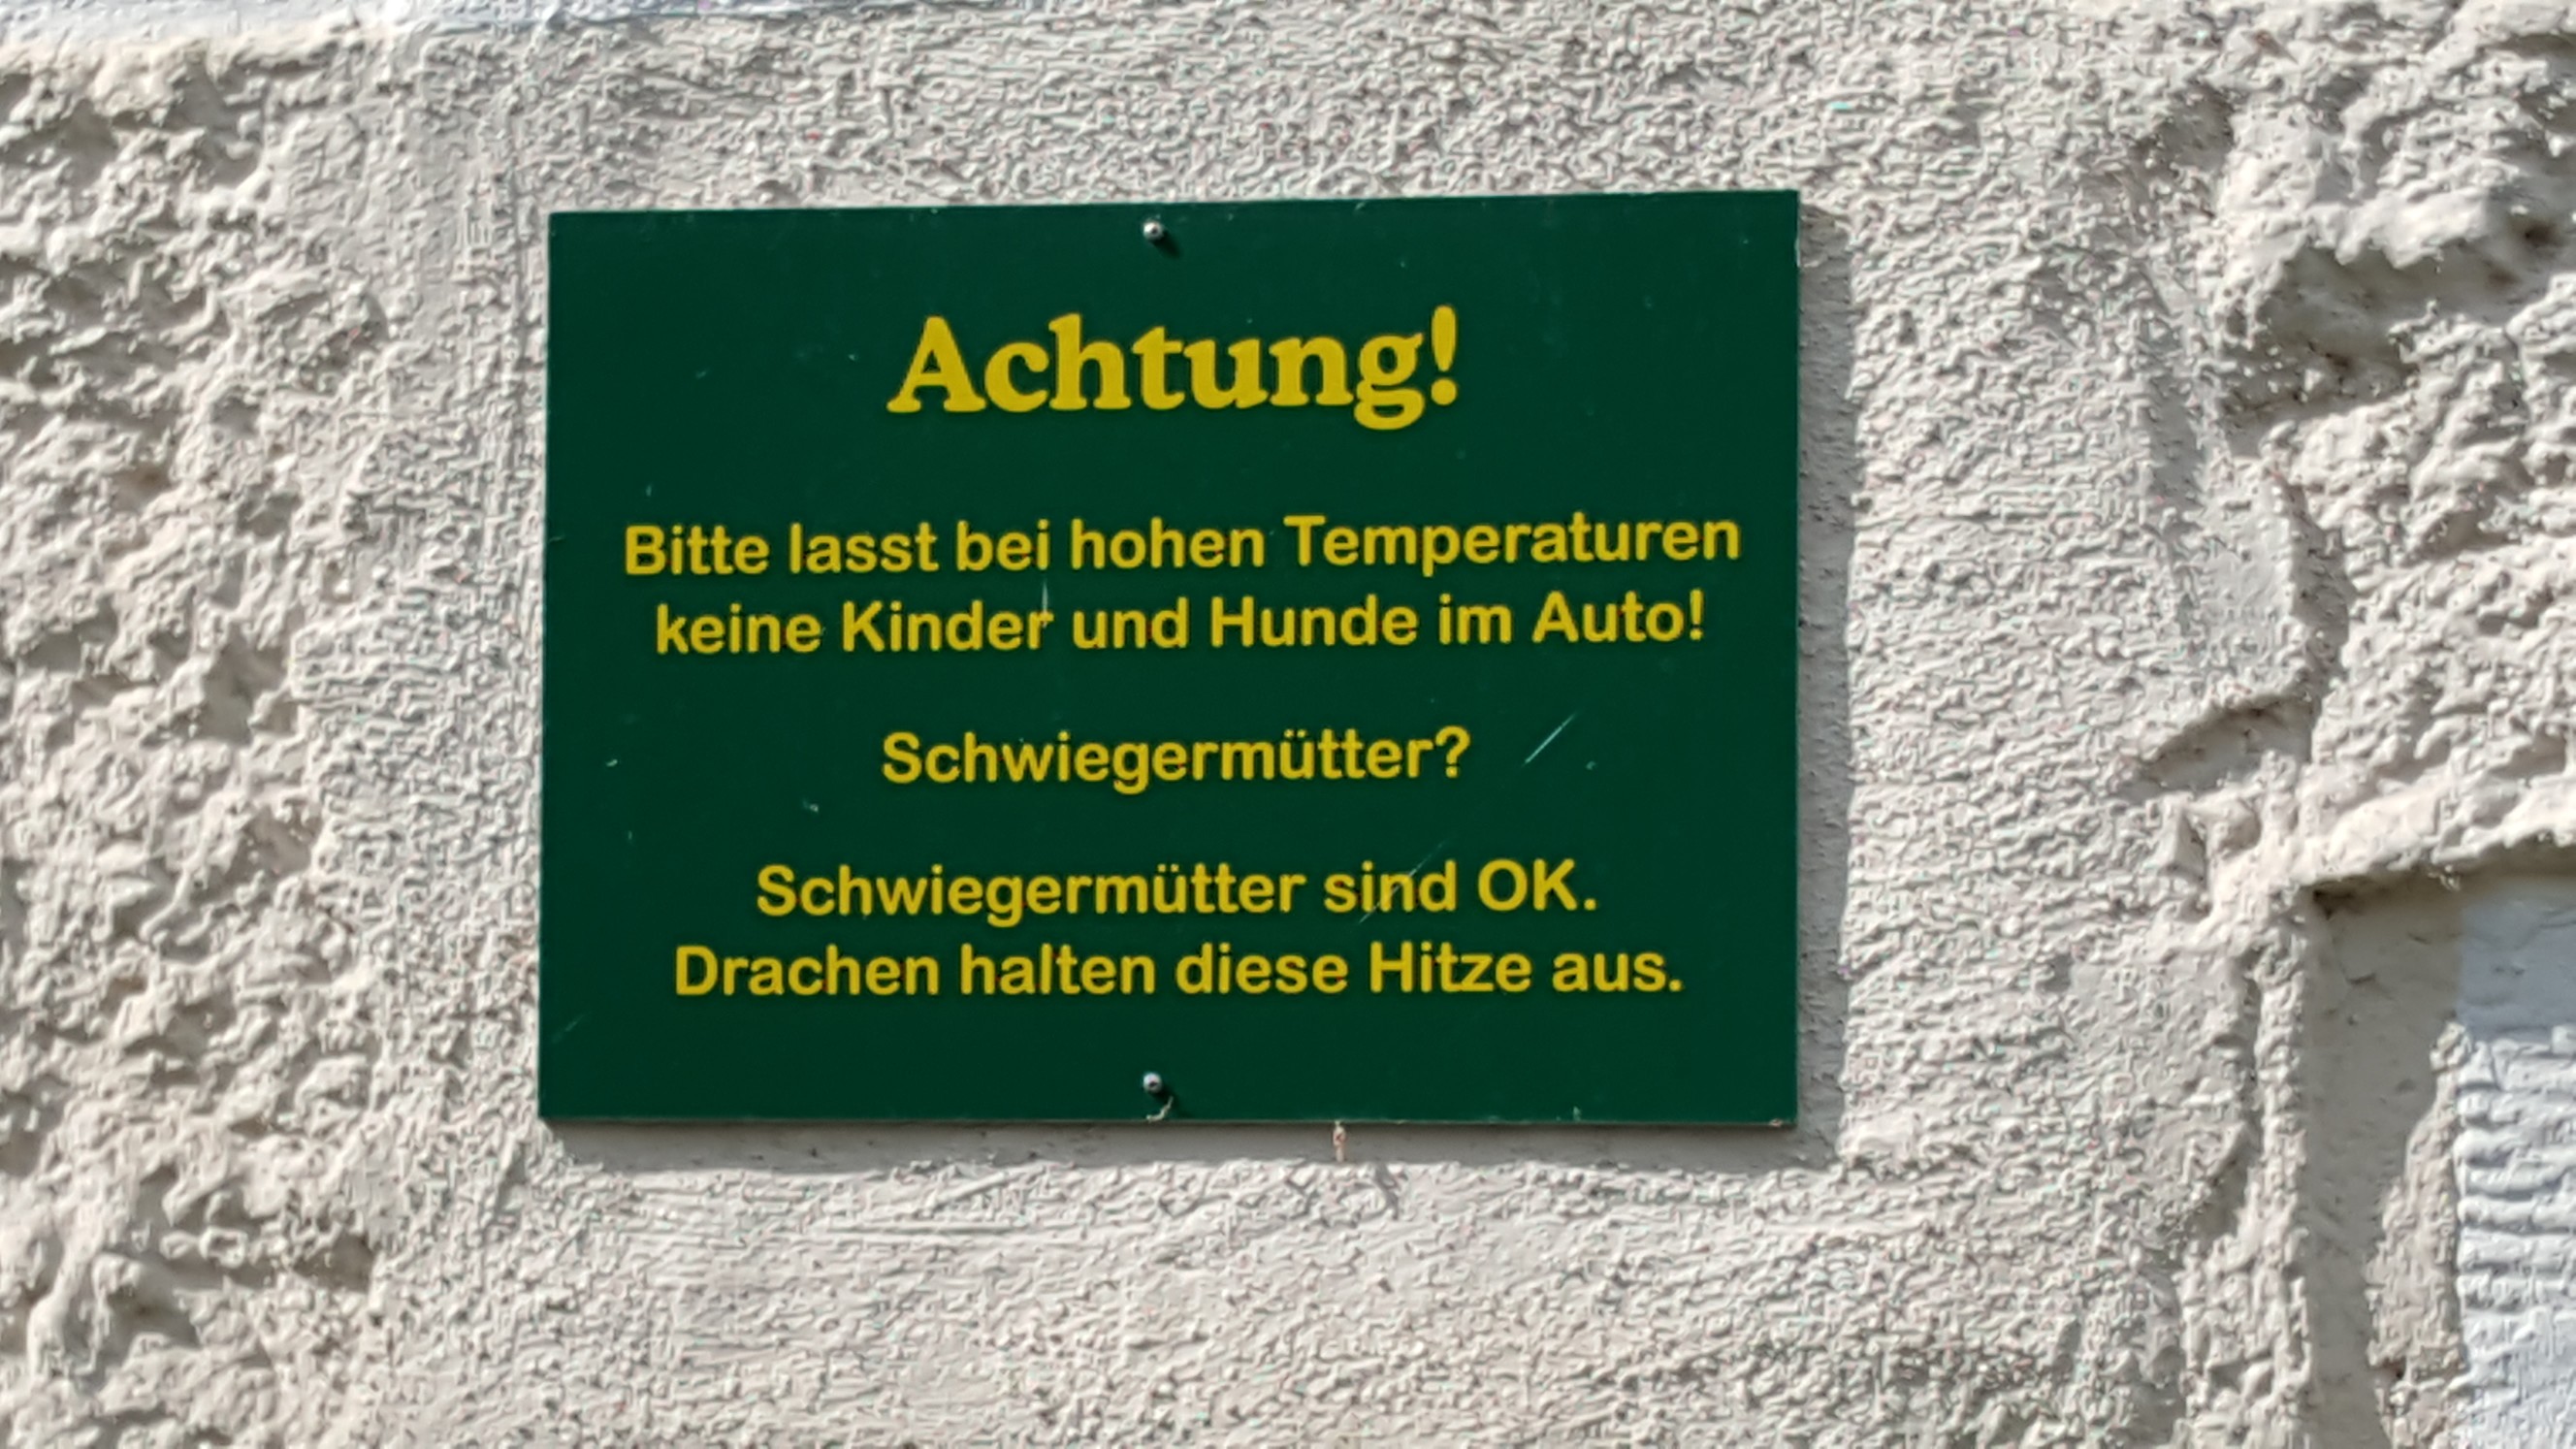 Achtung!
Bitte lasst bei hohen Temperaturen
keine Kinder und Hunde im Auto!
Schwiegermütter?
Schwiegermütter sind OK.
Drachen halten diese Hitze aus.